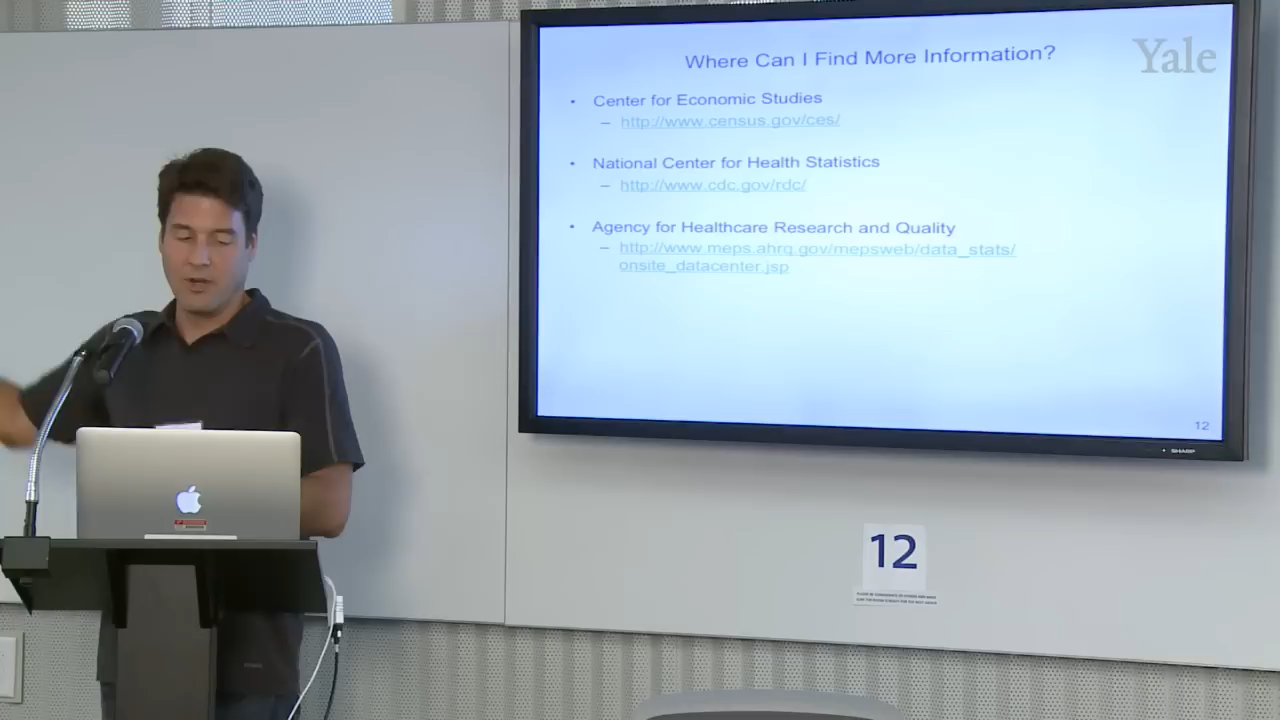 Where Can I Find More Information?
Yale
• Center for Economic Studies
– http://www.census.gov/ces/
• National Center for Health Statistics
– http://www.cdc.gov/rdc/
• Agency for Healthcare Research and Quality
– http://www.meps.ahrq.gov/mepsweb/data_stats/
onsite_datacenter.jsp
12
SHARP
12